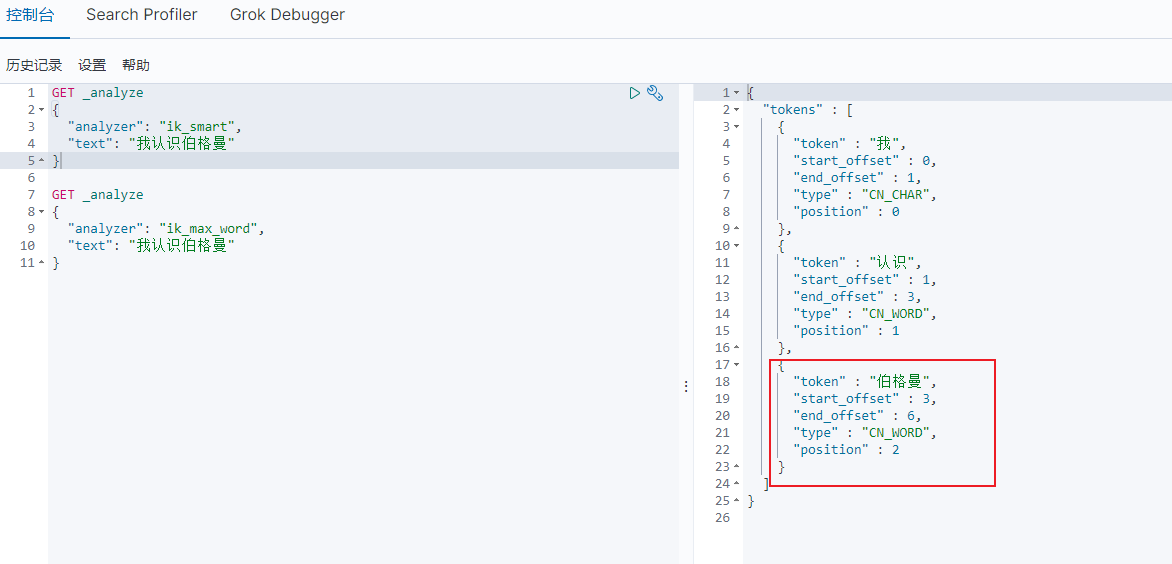 控制台 Search Profiler Grok Debugger
历史记录 设置 帮助
1 GET _analyze
2 {
3 "analyzer": "ik_smart",
4 "text": "我认识伯格曼"
5 }
6
7 GET _analyze
8 {
9 "analyzer": "ik_max_word",
10 "text": "我认识伯格曼"
11 }
1 {
2 "tokens" : [
3 {
4 "token" : "我",
5 "start_offset" : 0,
6 "end_offset" : 1,
7 "type" : "CN_CHAR",
8 "position" : 0
9 },
10 {
11 "token" : "认识",
12 "start_offset" : 1,
13 "end_offset" : 3,
14 "type" : "CN_WORD",
15 "position" : 1
16 },
17 {
18 "token" : "伯格曼",
19 "start_offset" : 3,
20 "end_offset" : 6,
21 "type" : "CN_WORD",
22 "position" : 2
23 }
24 ]
25 }
26